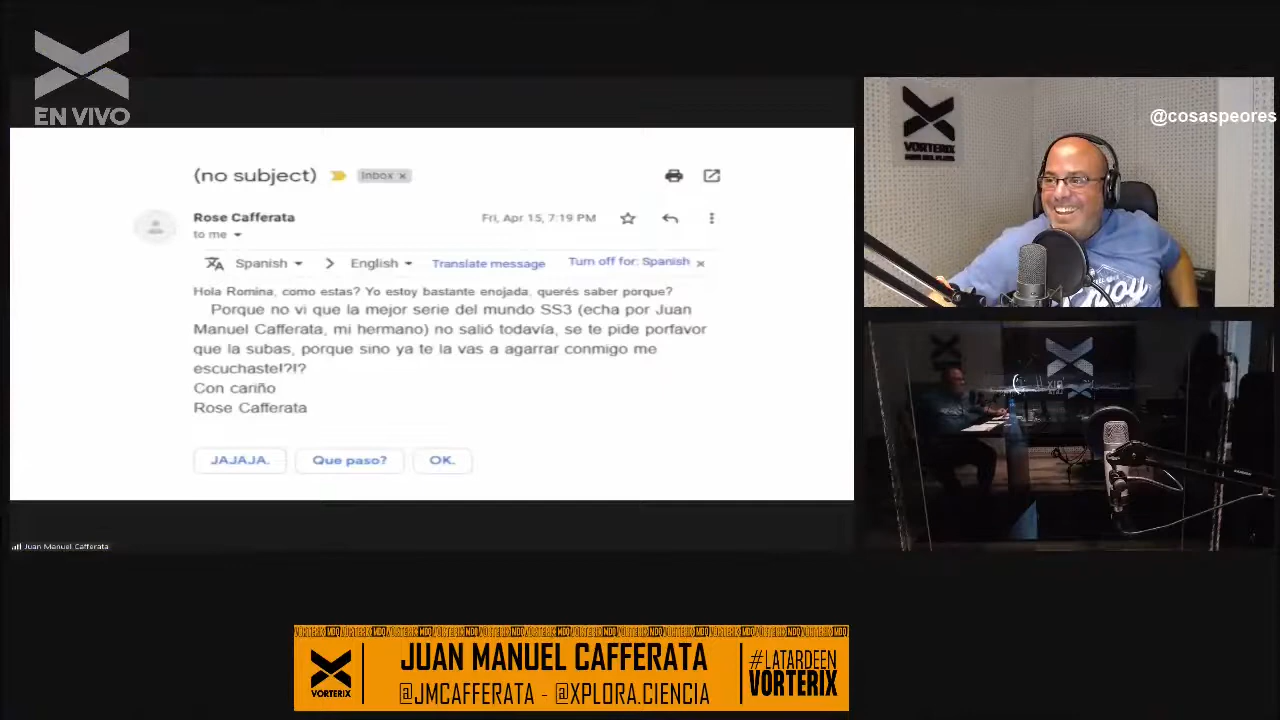 EN VIVO
@cosaspeores
VORTERIX
(no subject)
Inbox x
Rose Cafferata
Fri, Apr 15, 7:19 PM
to me
Spanish
English
Translate message
Turn off for: Spanish x
Hola Romina, como estas? Yo estoy bastante enojada, querés saber porque?
Porque no vi que la mejor serie del mundo SS3 (echa por Juan
Manuel Cafferata, mi hermano) no salió todavía, se te pide porfavor
que la subas, porque sino ya te la vas a agarrar conmigo me
escuchaste!?!?
Con cariño
Rose Cafferata
JAJAJA.
Que paso?
OK.
Juan Manuel Cafferata
JUAN MANUEL CAFFERATA
@JMCAFFERATA - @XPLORA.CIENCIA
VORTERIX
#LATARDEEN
VORTERIX